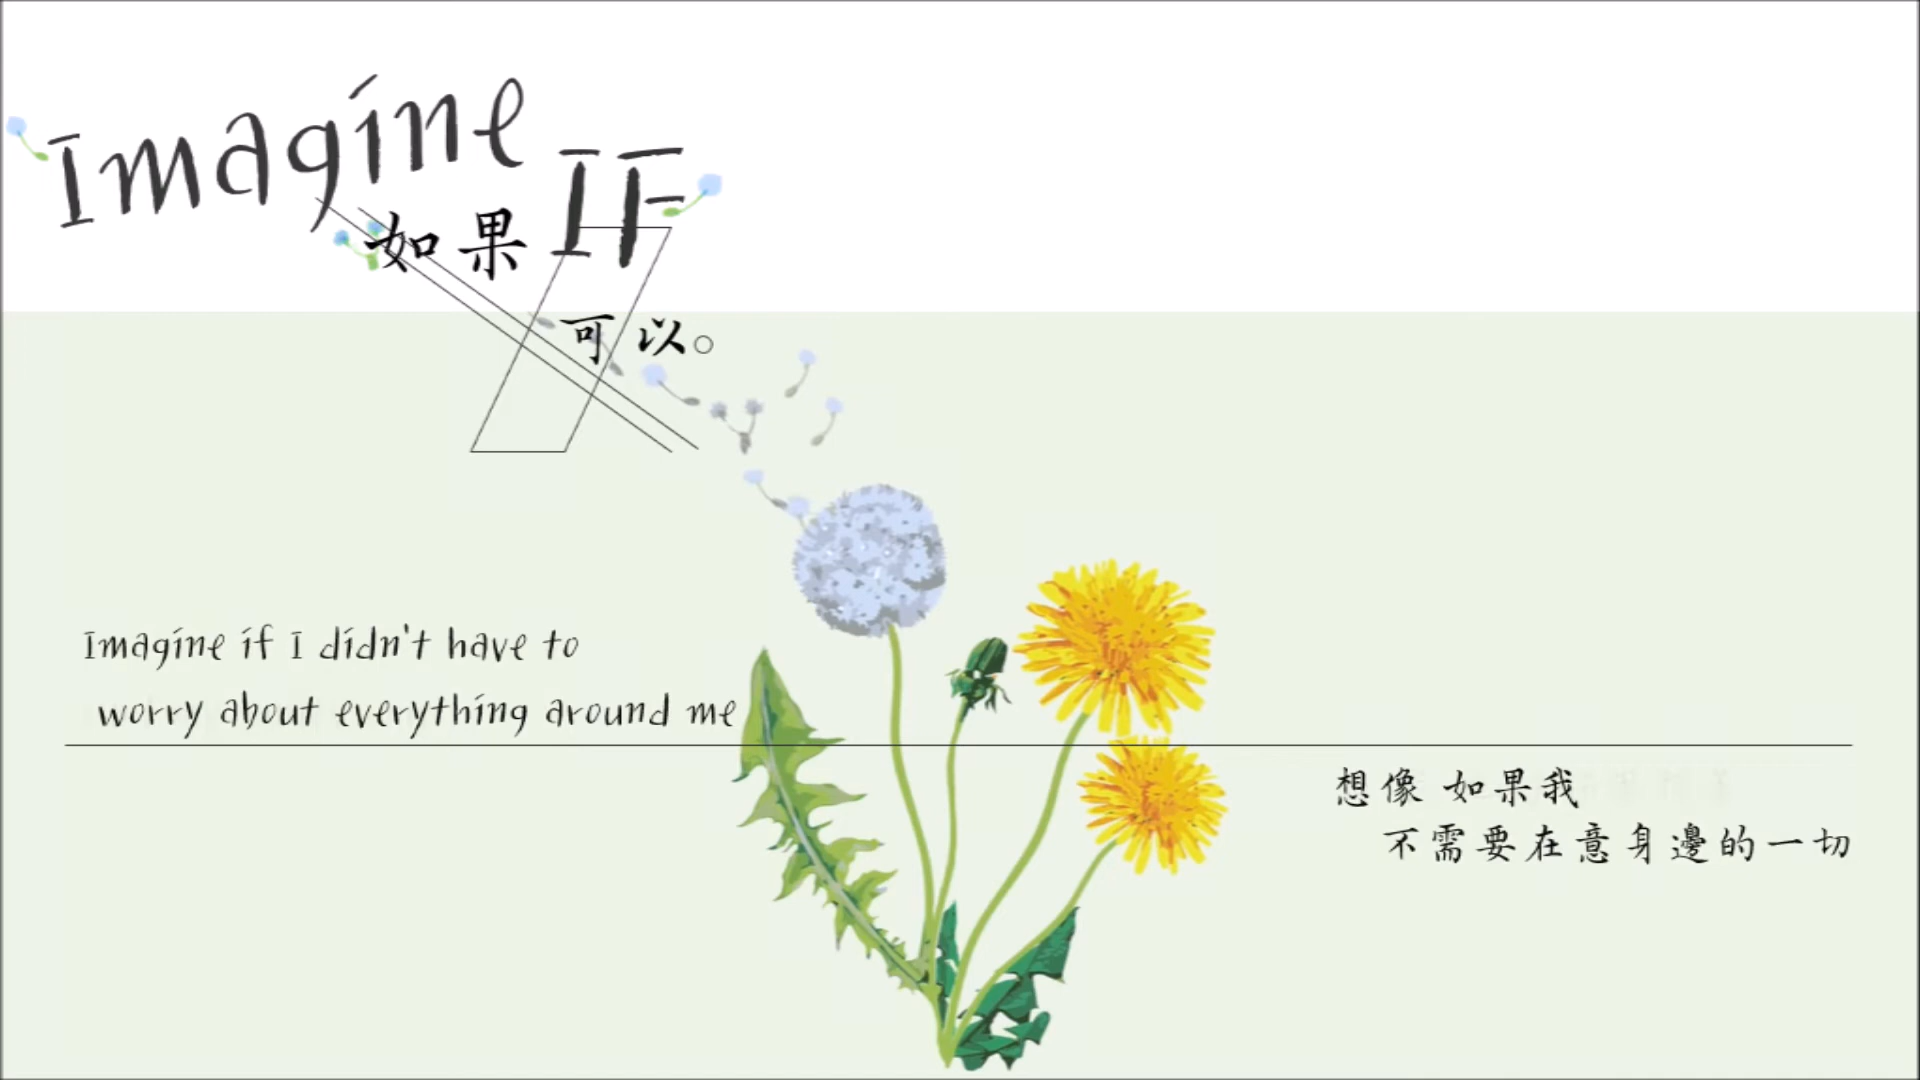 Imagine IF
如果
可以。
Imagine if I didn't have to
worry about everything around me
想像 如果我
不需要在意身邊的一切